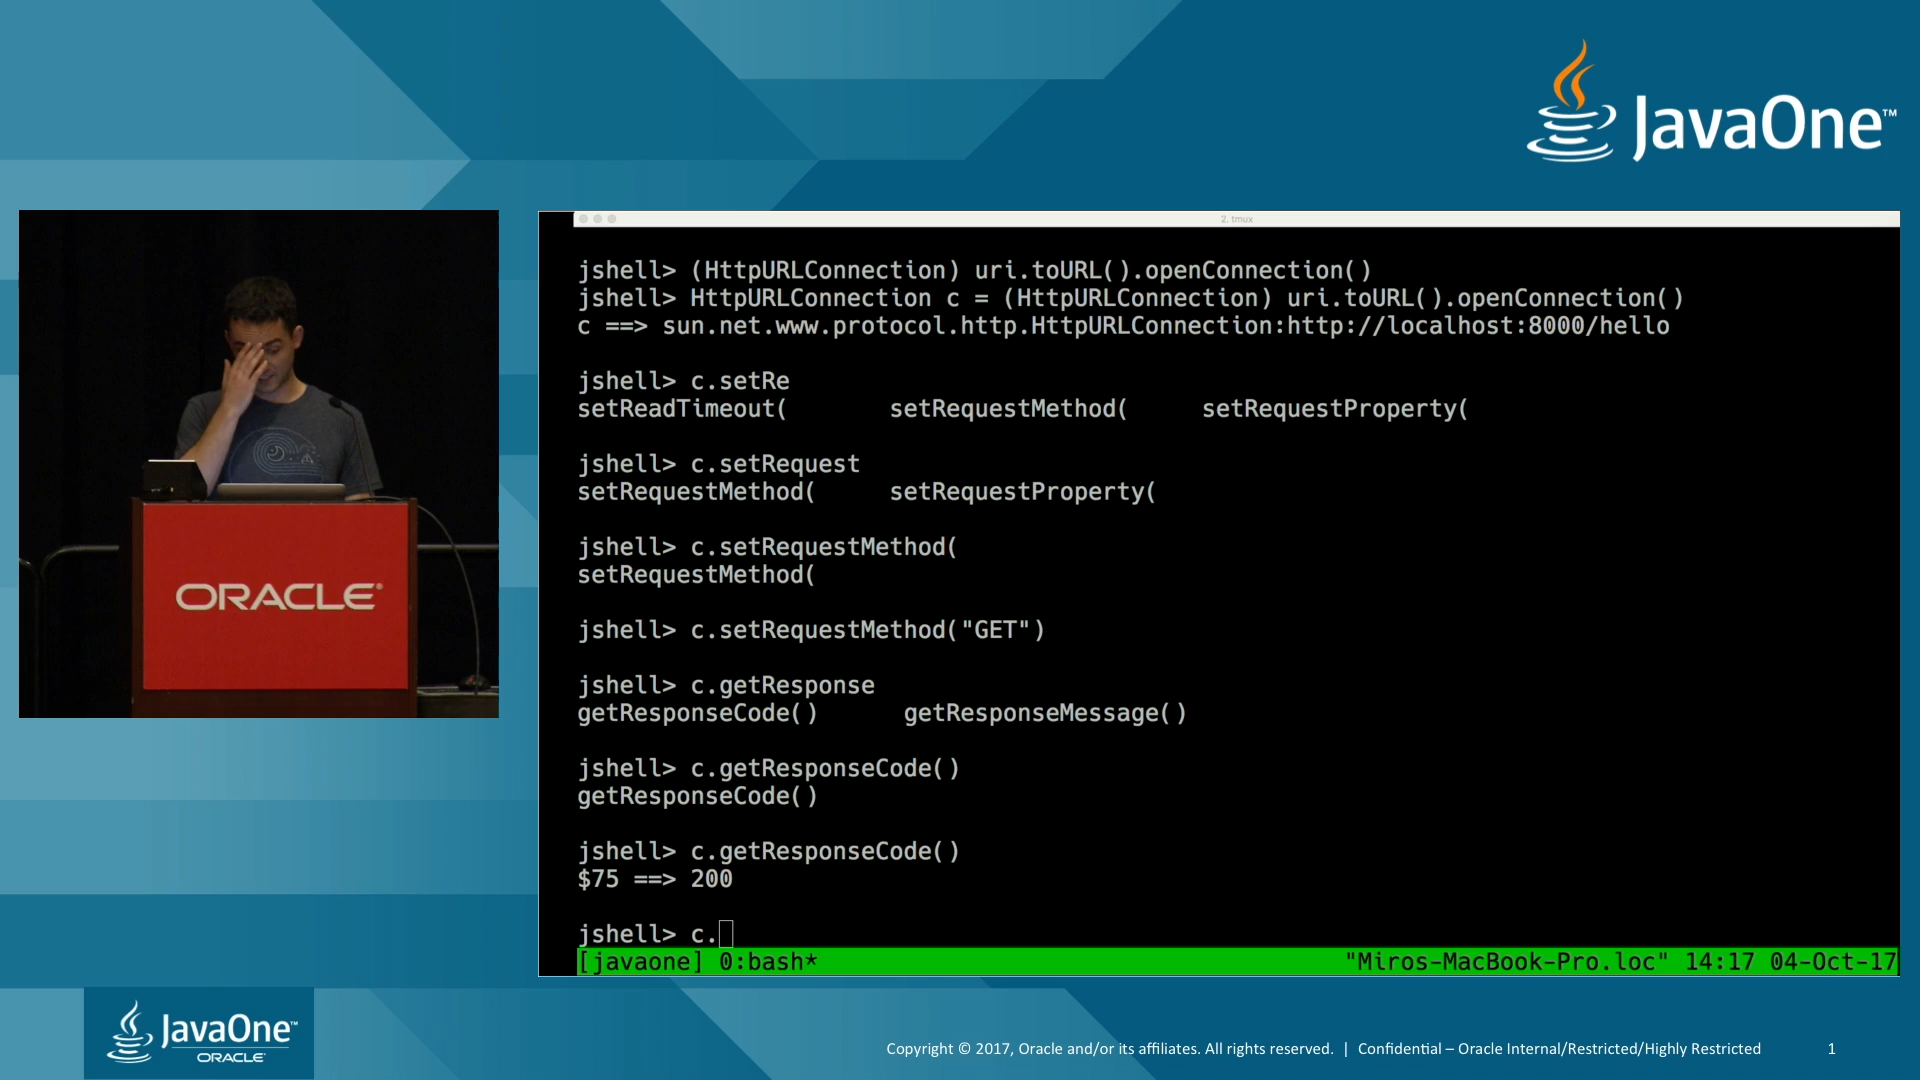 JavaOne™
2. tmux
jshell> (HttpURLConnection) uri.toURL().openConnection()
jshell> HttpURLConnection c = (HttpURLConnection) uri.toURL().openConnection()
c ==> sun.net.www.protocol.http.HttpURLConnection:http://localhost:8000/hello
jshell> c.setRe
setReadTimeout( setRequestMethod( setRequestProperty(
jshell> c.setRequest
setRequestMethod( setRequestProperty(
jshell> c.setRequestMethod(
setRequestMethod(
jshell> c.setRequestMethod("GET")
jshell> c.getResponse
getResponseCode() getResponseMessage()
jshell> c.getResponseCode()
getResponseCode()
jshell> c.getResponseCode()
$75 ==> 200
jshell> c.
[javaone] 0:bash* "Miros-MacBook-Pro.loc" 14:17 04-Oct-17
ORACLE®
JavaOne™
ORACLE®
Copyright © 2017, Oracle and/or its affiliates. All rights reserved. | Confidential – Oracle Internal/Restricted/Highly Restricted 1